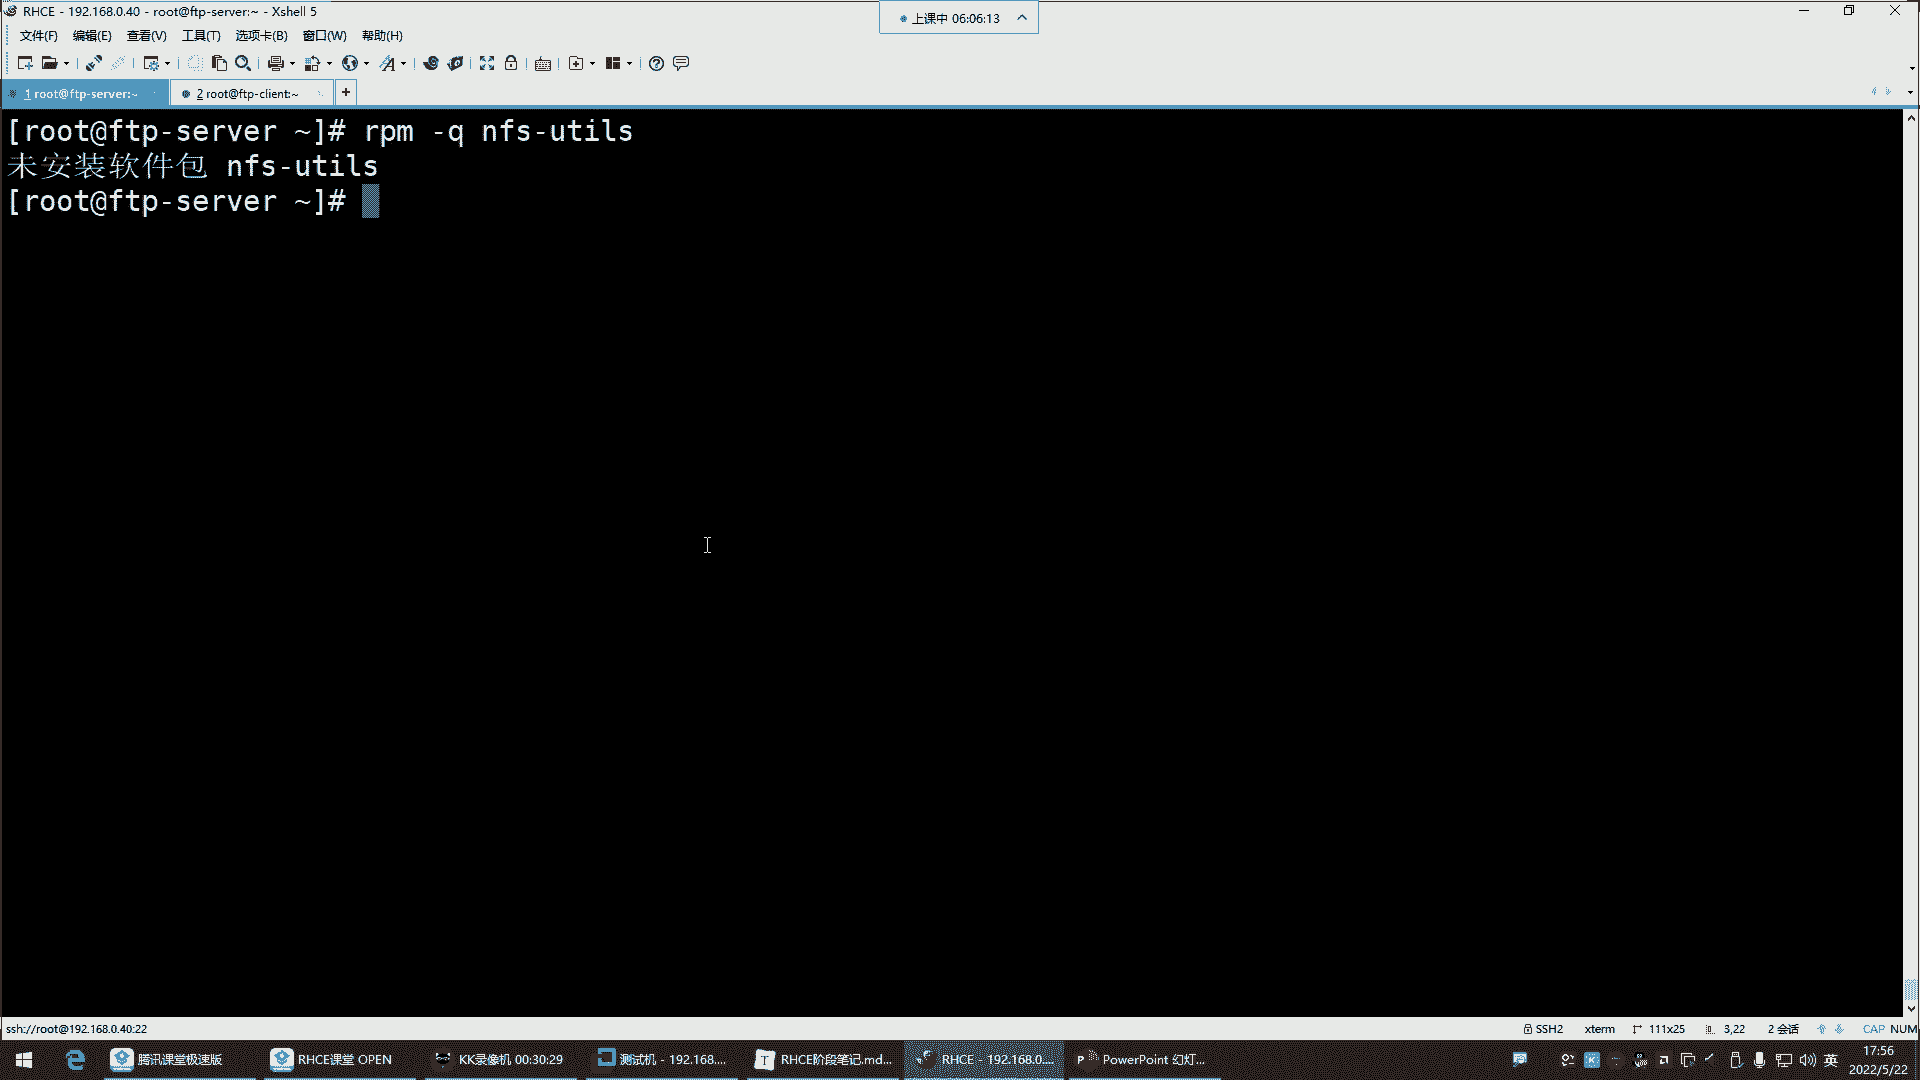 RHCE - 192.168.0.40 - root@ftp-server:~ - Xshell 5
上课中 06:06:13
文件(F) 编辑(E) 查看(V) 工具(T) 选项卡(B) 窗口(W) 帮助(H)
1 root@ftp-server:~ 2 root@ftp-client:~ +
[root@ftp-server ~]# rpm -q nfs-utils
未安装软件包 nfs-utils
[root@ftp-server ~]#
ssh://root@192.168.0.40:22 SSH2 xterm 111x25 3,22 2 会话 CAP NUM
腾讯课堂极速版 RHCE课堂 OPEN KK录像机 00:30:29 测试机 - 192.168.... RHCE阶段笔记.md... RHCE - 192.168.0.... PowerPoint 幻灯... 英 17:56
2022/5/22